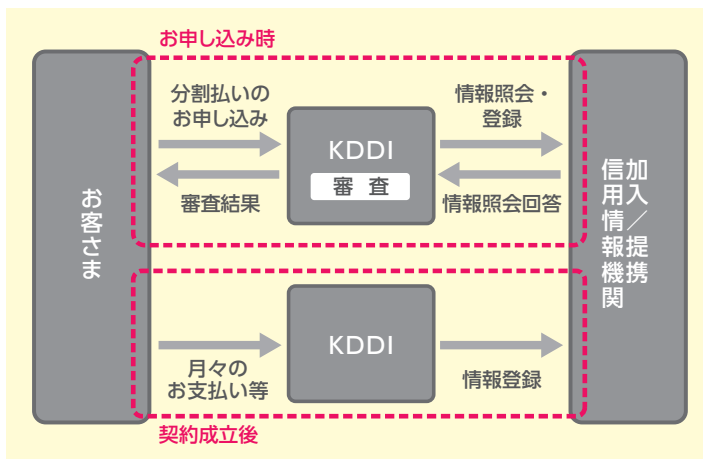 お申し込み時
お客さま
分割払いの
お申し込み
審査結果
KDDI
審 査
情報照会・
登録
情報照会回答
加入／提携
信用情報機関
月々の
お支払い等
KDDI
情報登録
契約成立後